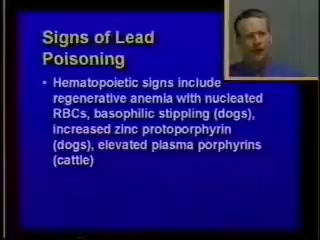 Signs of Lead
Poisoning
• Hematopoietic signs include
regenerative anemia with nucleated
RBCs, basophilic stippling (dogs),
increased zinc protoporphyrin
(dogs), elevated plasma porphyrins
(cattle)